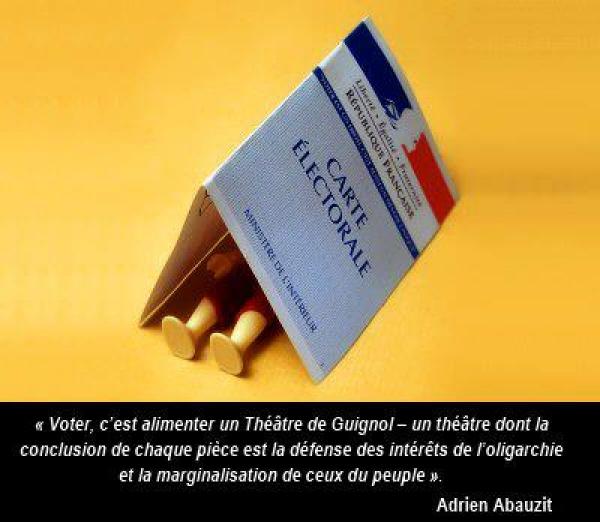 Liberté • Égalité • Fraternité
RÉPUBLIQUE FRANÇAISE
CARTE
ÉLECTORALE
MINISTÈRE DE L'INTÉRIEUR
« Voter, c’est alimenter un Théâtre de Guignol – un théâtre dont la
conclusion de chaque pièce est la défense des intérêts de l’oligarchie
et la marginalisation de ceux du peuple ».
Adrien Abauzit